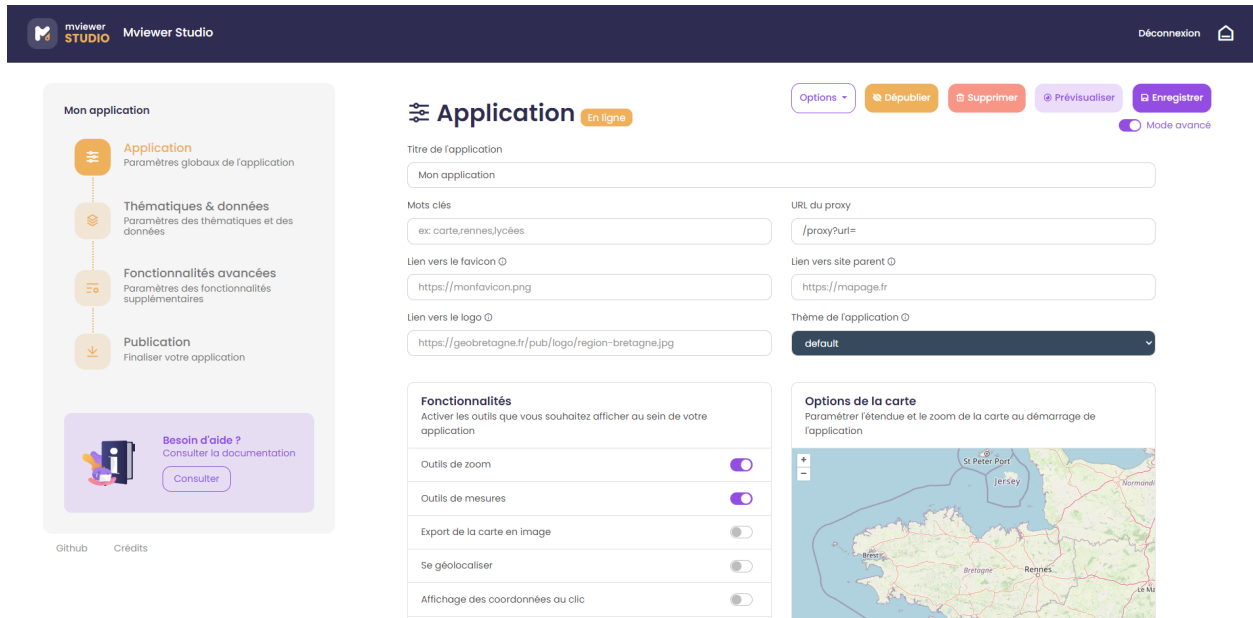 mviewer
STUDIO
Mviewer Studio
Déconnexion
Mon application
Application
Paramètres globaux de l'application
Thématiques & données
Paramètres des thématiques et des
données
Fonctionnalités avancées
Paramètres des fonctionnalités
supplémentaires
Publication
Finaliser votre application
Besoin d'aide ?
Consulter la documentation
Consulter
Github Crédits
Application En ligne
Options Dépublier Supprimer Prévisualiser Enregistrer
Mode avancé
Titre de l'application
Mon application
Mots clés
ex: carte,rennes,lycées
URL du proxy
/proxy?url=
Lien vers le favicon
https://monfavicon.png
Lien vers site parent
https://mapage.fr
Lien vers le logo
https://geobretagne.fr/pub/logo/region-bretagne.jpg
Thème de l'application
default
Fonctionnalités
Activer les outils que vous souhaitez afficher au sein de votre
application
Outils de zoom
Outils de mesures
Export de la carte en image
Se géolocaliser
Affichage des coordonnées au clic
Options de la carte
Paramétrer l'étendue et le zoom de la carte au démarrage de
l'application
+
−
St Peter Port
Jersey
Normandi
Brest
Bretagne
Rennes
Le Ma